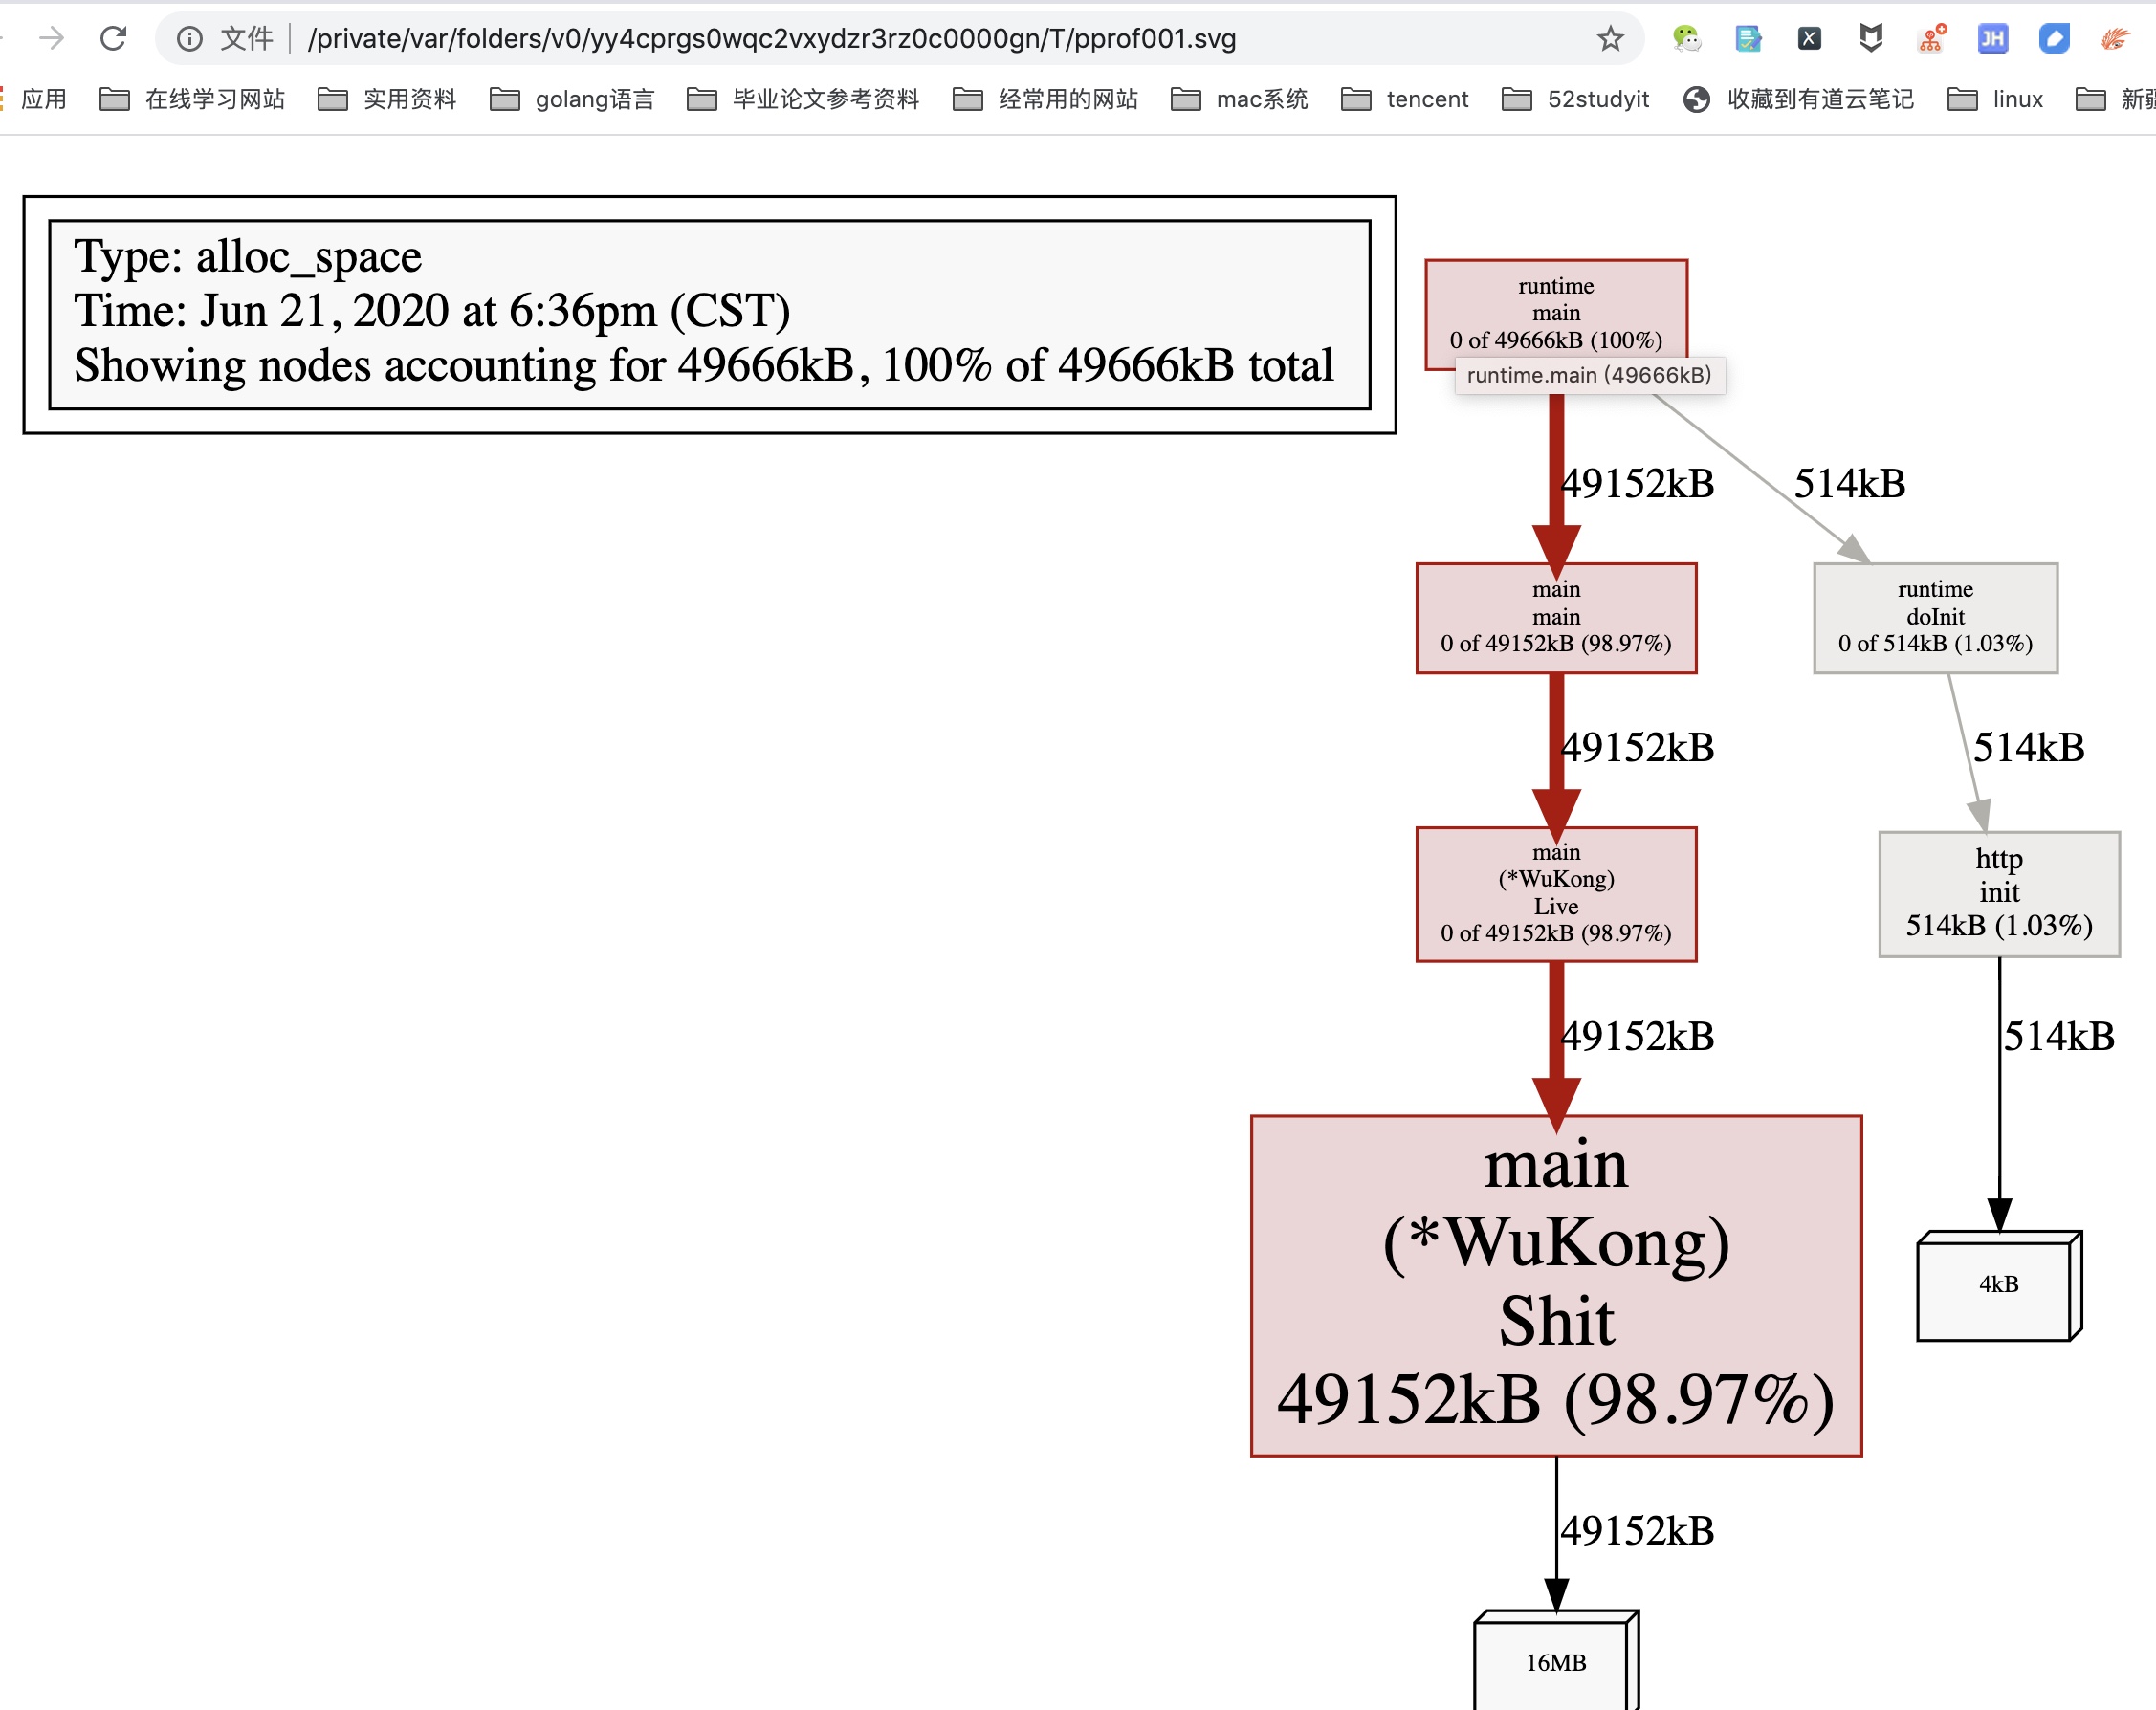 文件 /private/var/folders/v0/yy4cprgs0wqc2vxydzr3rz0c0000gn/T/pprof001.svg
JH
应用 在线学习网站 实用资料 golang语言 毕业论文参考资料 经常用的网站 mac系统 tencent 52studyit 收藏到有道云笔记 linux 新疆
Type: alloc_space
Time: Jun 21, 2020 at 6:36pm (CST)
Showing nodes accounting for 49666kB, 100% of 49666kB total
runtime
main
0 of 49666kB (100%)
runtime.main (49666kB)
49152kB
514kB
main
main
0 of 49152kB (98.97%)
runtime
doInit
0 of 514kB (1.03%)
49152kB
514kB
main
(*WuKong)
Live
0 of 49152kB (98.97%)
http
init
514kB (1.03%)
49152kB
514kB
main
(*WuKong)
Shit
49152kB (98.97%)
4kB
49152kB
16MB